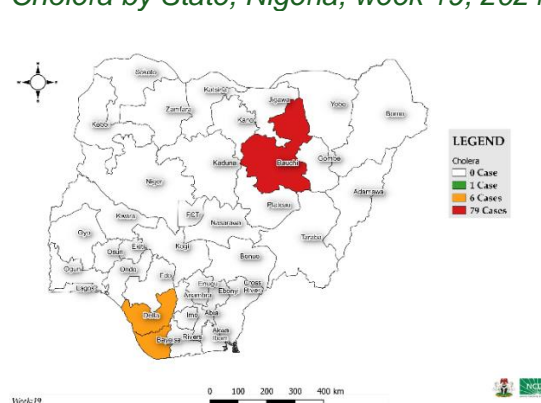 Cholera by State, Nigeria, week 19, 2021
Sokoto
Katsina
Jigawa
Yobe
Borno
Zamfara
Kano
Kebbi
Kaduna
Bauchi
Gombe
Adamawa
Niger
Plateau
FCT
Nasarawa
Kwara
Taraba
Oyo
Ekiti
Kogi
Osun
Benue
Ogun
Ondo
Edo
Lagos
Enugu
Ebony
Cross
Rivers
Anambra
Delta
Imo
Abia
Bayelsa
Rivers
Akwa
Ibom
LEGEND
Cholera
0 Case
1 Case
6 Cases
79 Cases
Week19
0 100 200 300 400 km
NCD